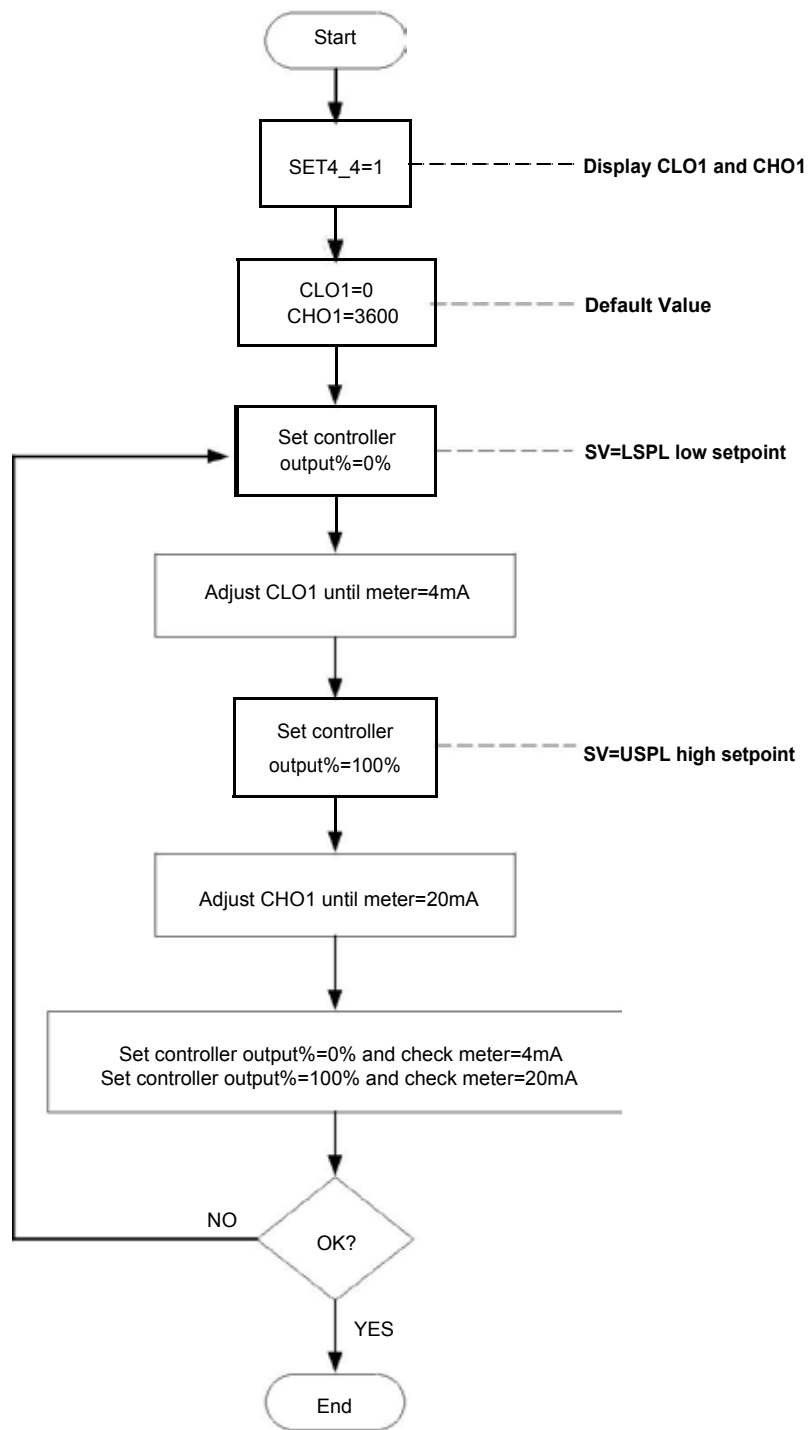 Start
SET4_4=1
Display CLO1 and CHO1
CLO1=0
CHO1=3600
Default Value
Set controller
output%=0%
SV=LSPL low setpoint
Adjust CLO1 until meter=4mA
Set controller
output%=100%
SV=USPL high setpoint
Adjust CHO1 until meter=20mA
Set controller output%=0% and check meter=4mA
Set controller output%=100% and check meter=20mA
NO
OK?
YES
End